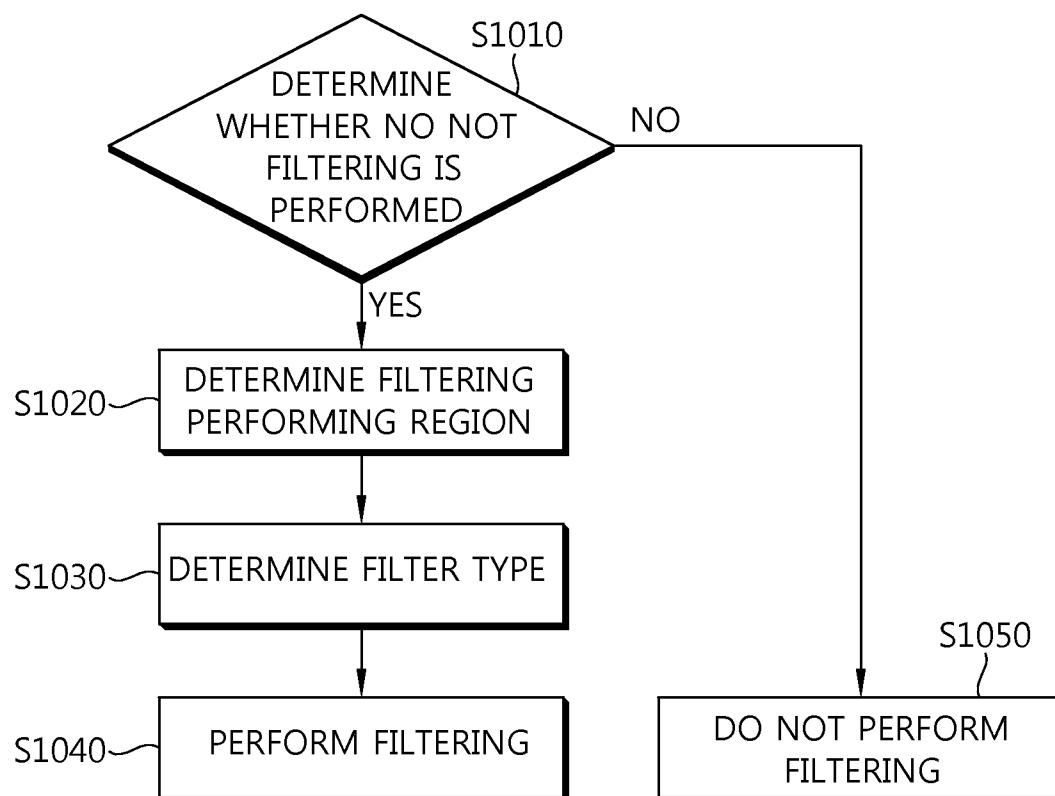 S1010
DETERMINE
WHETHER NO NOT
FILTERING IS
PERFORMED
NO
YES
S1020
DETERMINE FILTERING
PERFORMING REGION
S1030
DETERMINE FILTER TYPE
S1040
PERFORM FILTERING
S1050
DO NOT PERFORM
FILTERING